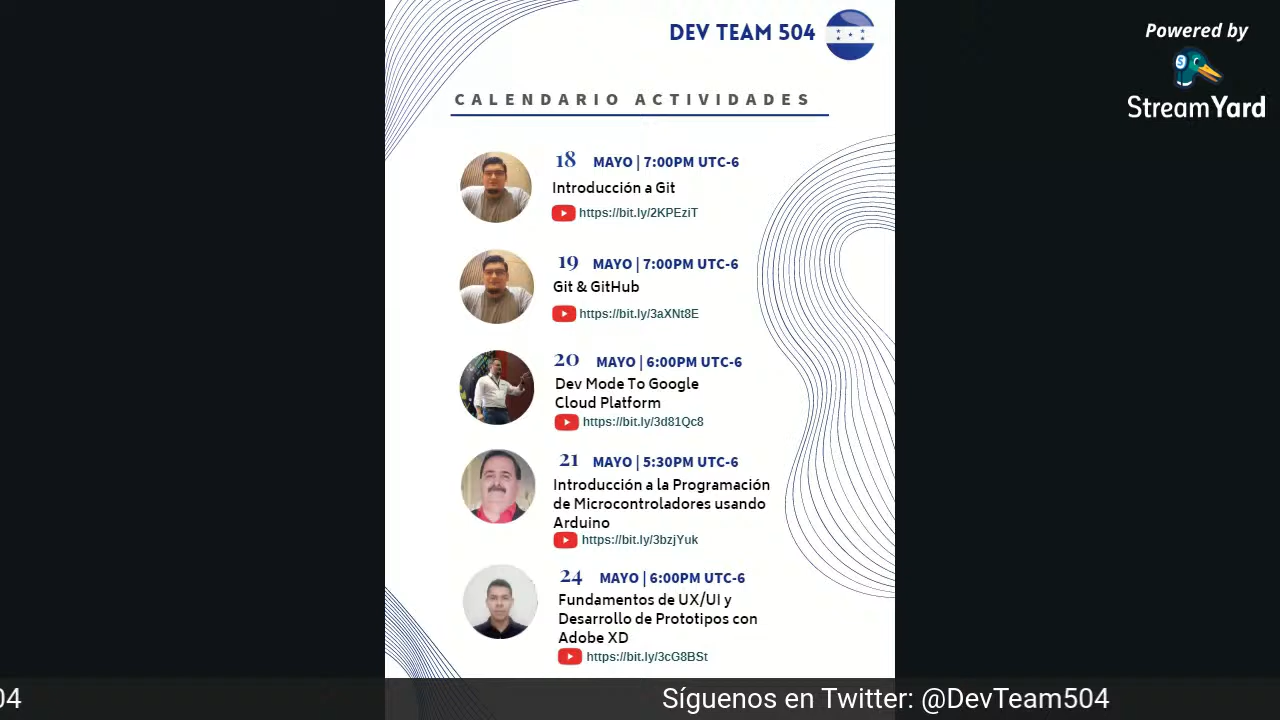 DEV TEAM 504
Powered by
StreamYard
CALENDARIO ACTIVIDADES
18 MAYO | 7:00PM UTC-6
Introducción a Git
https://bit.ly/2KPEziT
19 MAYO | 7:00PM UTC-6
Git & GitHub
https://bit.ly/3aXNt8E
20 MAYO | 6:00PM UTC-6
Dev Mode To Google
Cloud Platform
https://bit.ly/3d81Qc8
21 MAYO | 5:30PM UTC-6
Introducción a la Programación
de Microcontroladores usando
Arduino
https://bit.ly/3bzjYuk
24 MAYO | 6:00PM UTC-6
Fundamentos de UX/UI y
Desarrollo de Prototipos con
Adobe XD
https://bit.ly/3cG8BSt
04 Síguenos en Twitter: @DevTeam504